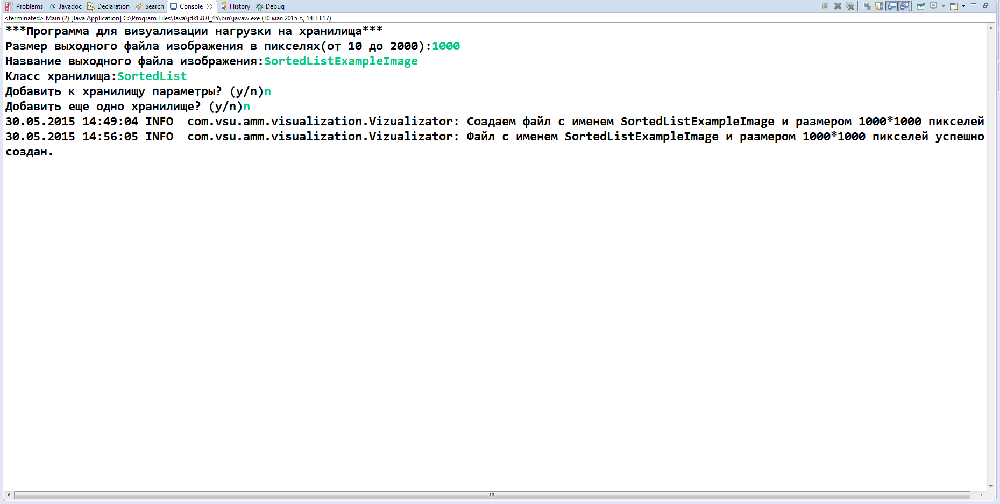 Problems @ Javadoc Declaration Search Console History Debug
<terminated> Main (2) [Java Application] C:\Program Files\Java\jdk1.8.0_45\bin\javaw.exe (30 мая 2015 г., 14:33:17)
***Программа для визуализации нагрузки на хранилища***
Размер выходного файла изображения в пикселях(от 10 до 2000):1000
Название выходного файла изображения:SortedListExampleImage
Класс хранилища:SortedList
Добавить к хранилищу параметры? (y/n)n
Добавить еще одно хранилище? (y/n)n
30.05.2015 14:49:04 INFO  com.vsu.amm.visualization.Vizualizator: Создаем файл с именем SortedListExampleImage и размером 1000*1000 пикселей
30.05.2015 14:56:05 INFO  com.vsu.amm.visualization.Vizualizator: Файл с именем SortedListExampleImage и размером 1000*1000 пикселей успешно
создан.